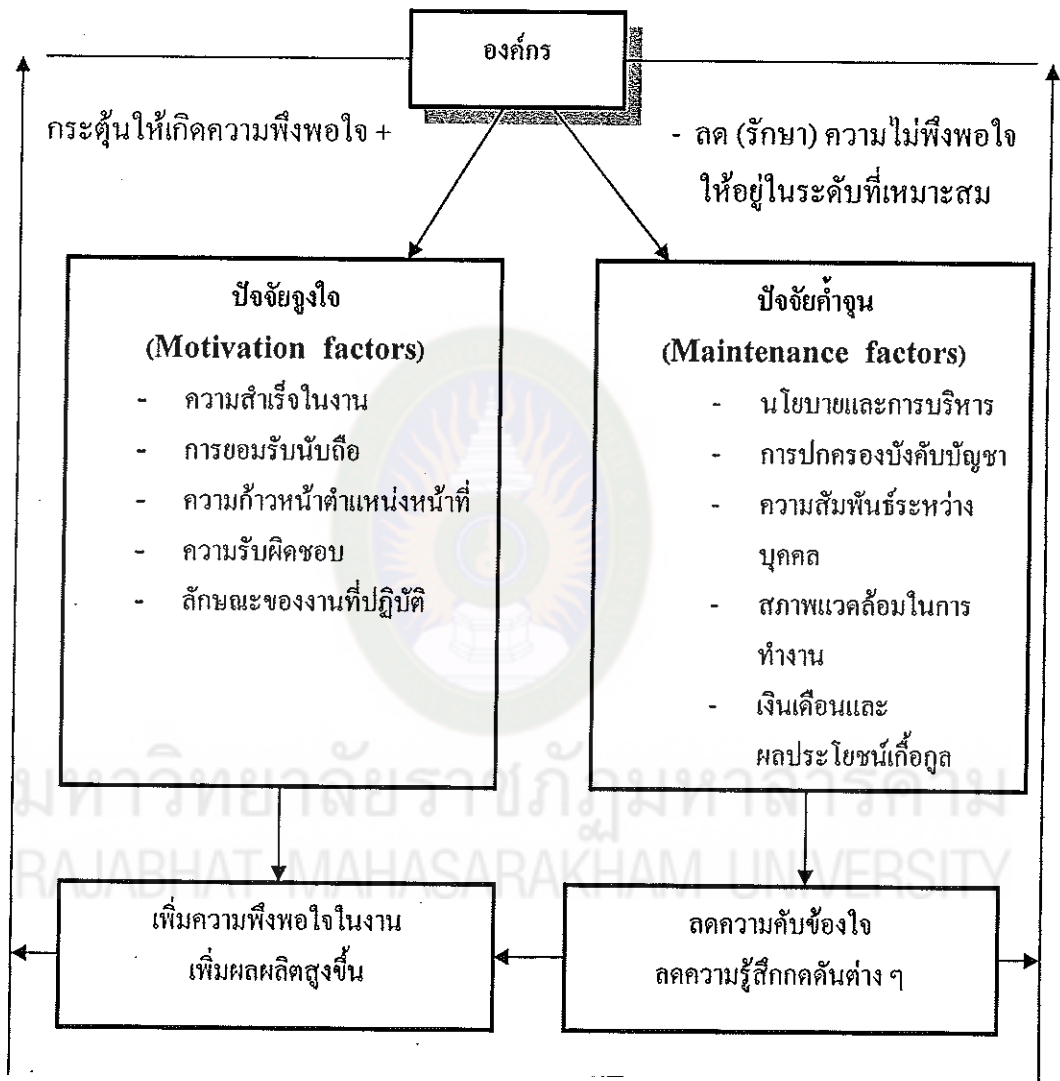 องค์กร
กระตุ้นให้เกิดความพึงพอใจ +
- ลด (รักษา) ความไม่พึงพอใจ
ให้อยู่ในระดับที่เหมาะสม
ปัจจัยจูงใจ
(Motivation factors)
- ความสำเร็จในงาน
- การยอมรับนับถือ
- ความก้าวหน้าตำแหน่งหน้าที่
- ความรับผิดชอบ
- ลักษณะของงานที่ปฏิบัติ
ปัจจัยค้ำจุน
(Maintenance factors)
- นโยบายและการบริหาร
- การปกครองบังคับบัญชา
- ความสัมพันธ์ระหว่าง
บุคคล
- สภาพแวดล้อมในการ
ทำงาน
- เงินเดือนและ
ผลประโยชน์เกื้อกูล
มหาวิทยาลัยราชภัฏมหาสารคาม
RAJABHAT MAHASARAKHAM UNIVERSITY
เพิ่มความพึงพอใจในงาน
เพิ่มผลผลิตสูงขึ้น
ลดความคับข้องใจ
ลดความรู้สึกกดดันต่าง ๆ